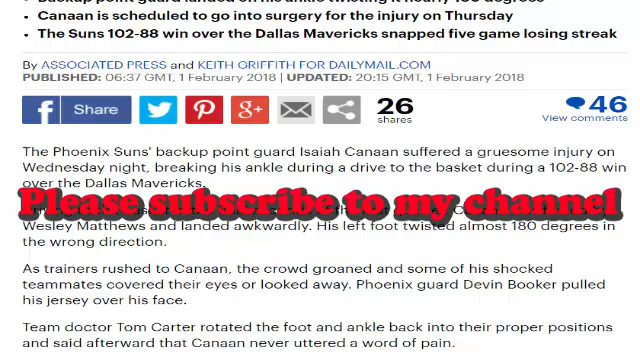 • Canaan is scheduled to go into surgery for the injury on Thursday
• The Suns 102-88 win over the Dallas Mavericks snapped five game losing streak
By ASSOCIATED PRESS and KEITH GRIFFITH FOR DAILYMAIL.COM
PUBLISHED: 06:37 GMT, 1 February 2018 | UPDATED: 20:15 GMT, 1 February 2018
f Share
G+
26
shares
46
View comments
The Phoenix Suns' backup point guard Isaiah Canaan suffered a gruesome injury on
Wednesday night, breaking his ankle during a drive to the basket during a 102-88 win
over the Dallas Mavericks.
Please subscribe to my channel
Wesley Matthews and landed awkwardly. His left foot twisted almost 180 degrees in
the wrong direction.
As trainers rushed to Canaan, the crowd groaned and some of his shocked
teammates covered their eyes or looked away. Phoenix guard Devin Booker pulled
his jersey over his face.
Team doctor Tom Carter rotated the foot and ankle back into their proper positions
and said afterward that Canaan never uttered a word of pain.